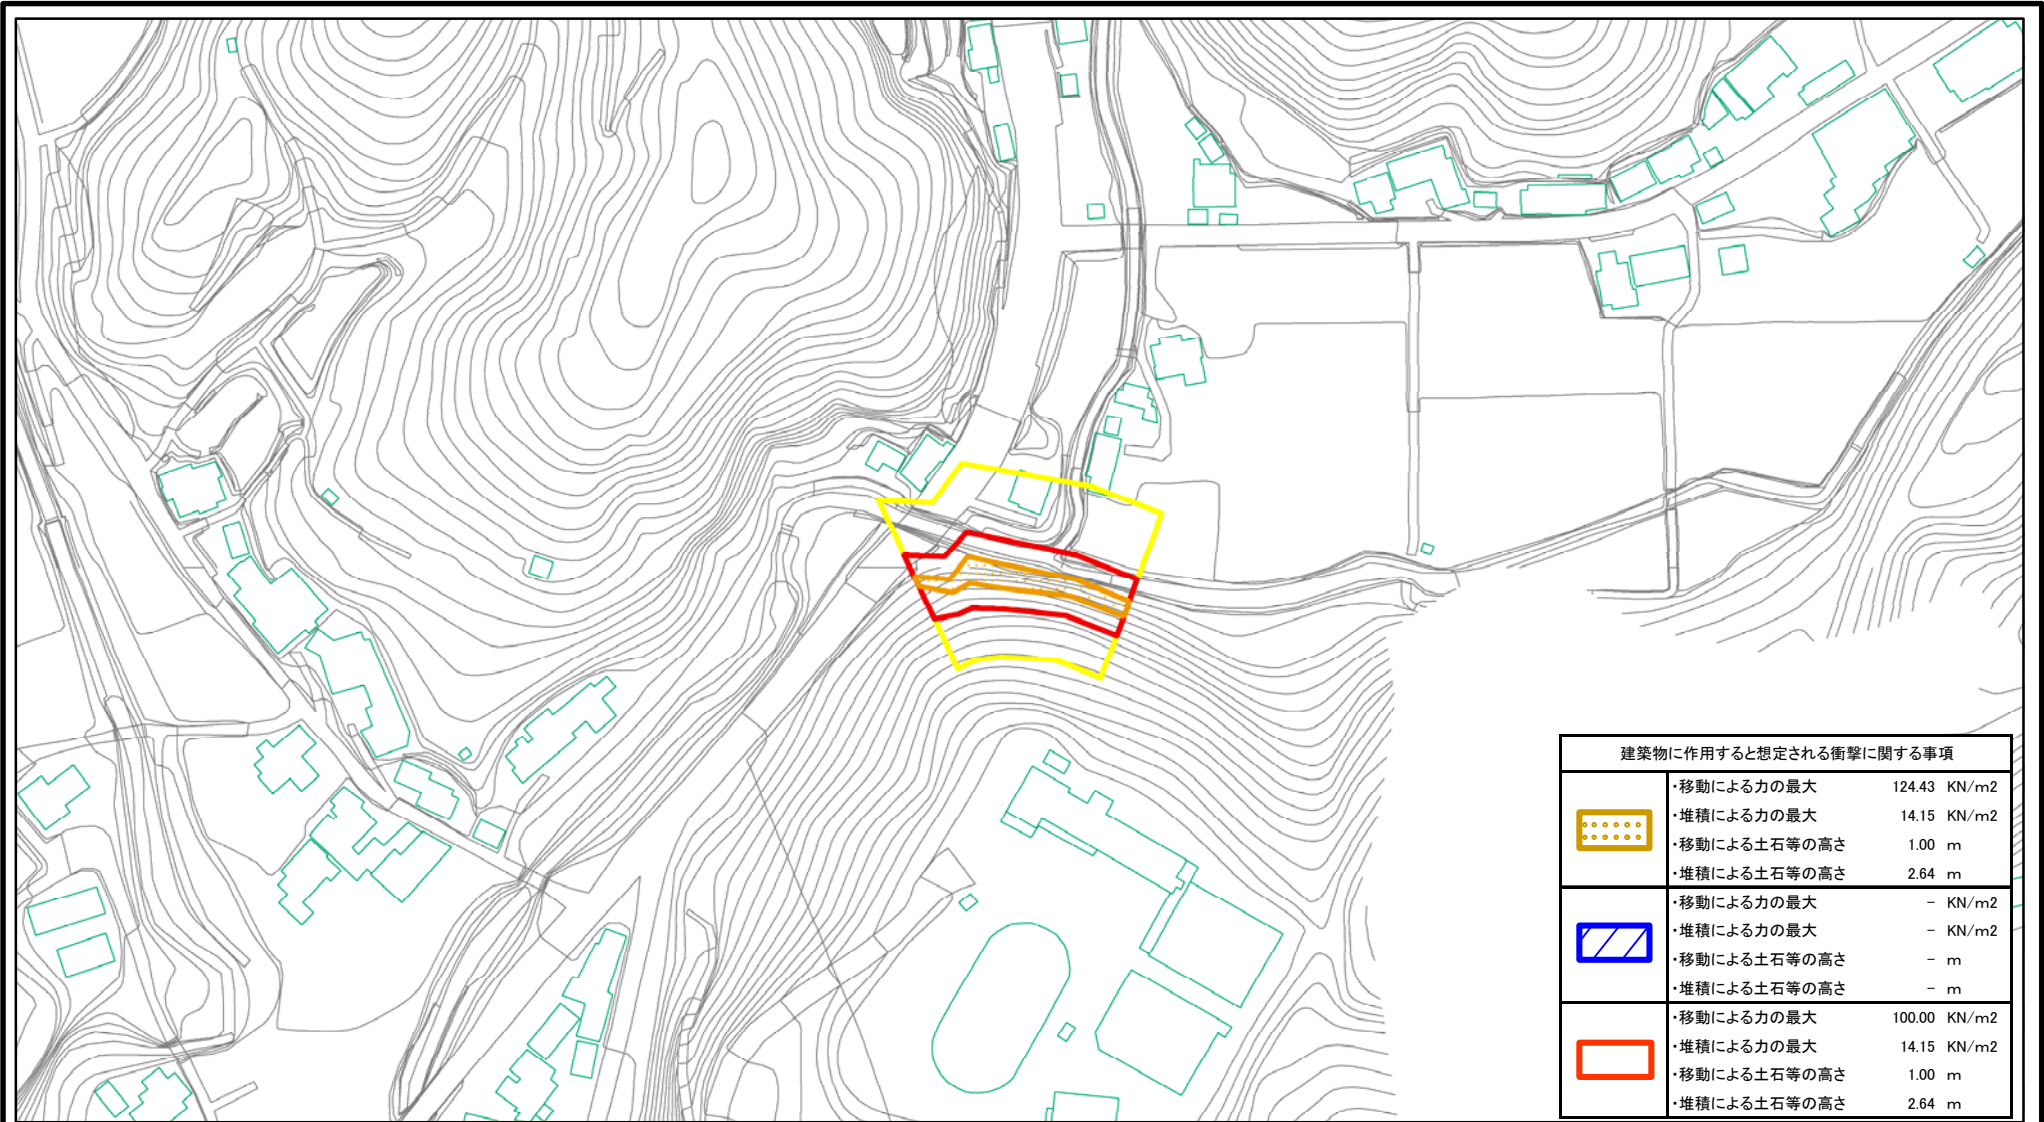 建築物に作用すると想定される衝撃に関する事項
・移動による力の最大 124.43 KN/m2
・堆積による力の最大 14.15 KN/m2
・移動による土石等の高さ 1.00 m
・堆積による土石等の高さ 2.64 m
・移動による力の最大 − KN/m2
・堆積による力の最大 − KN/m2
・移動による土石等の高さ − m
・堆積による土石等の高さ − m
・移動による力の最大 100.00 KN/m2
・堆積による力の最大 14.15 KN/m2
・移動による土石等の高さ 1.00 m
・堆積による土石等の高さ 2.64 m